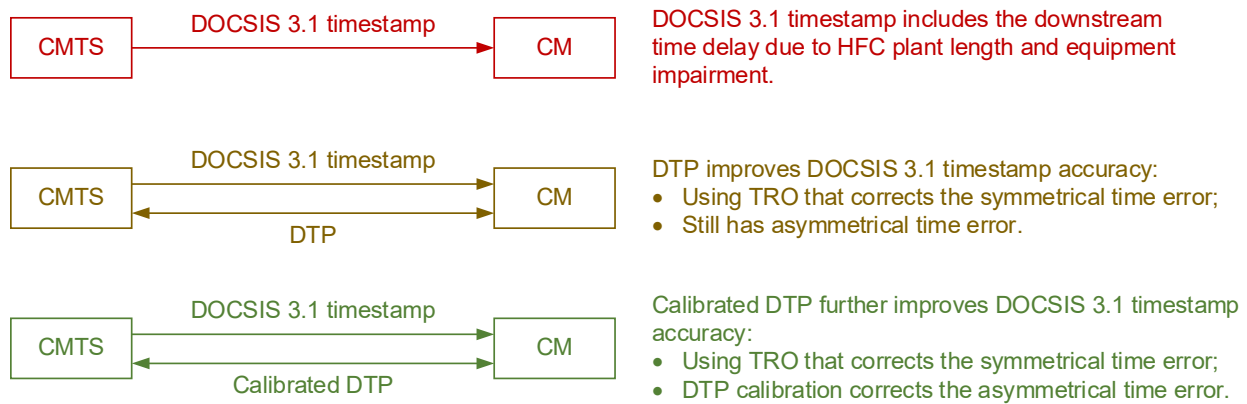 CMTS
DOCSIS 3.1 timestamp
CM
DOCSIS 3.1 timestamp includes the downstream
time delay due to HFC plant length and equipment
impairment.
CMTS
DOCSIS 3.1 timestamp
DTP
CM
DTP improves DOCSIS 3.1 timestamp accuracy:
• Using TRO that corrects the symmetrical time error;
• Still has asymmetrical time error.
CMTS
DOCSIS 3.1 timestamp
Calibrated DTP
CM
Calibrated DTP further improves DOCSIS 3.1 timestamp
accuracy:
• Using TRO that corrects the symmetrical time error;
• DTP calibration corrects the asymmetrical time error.